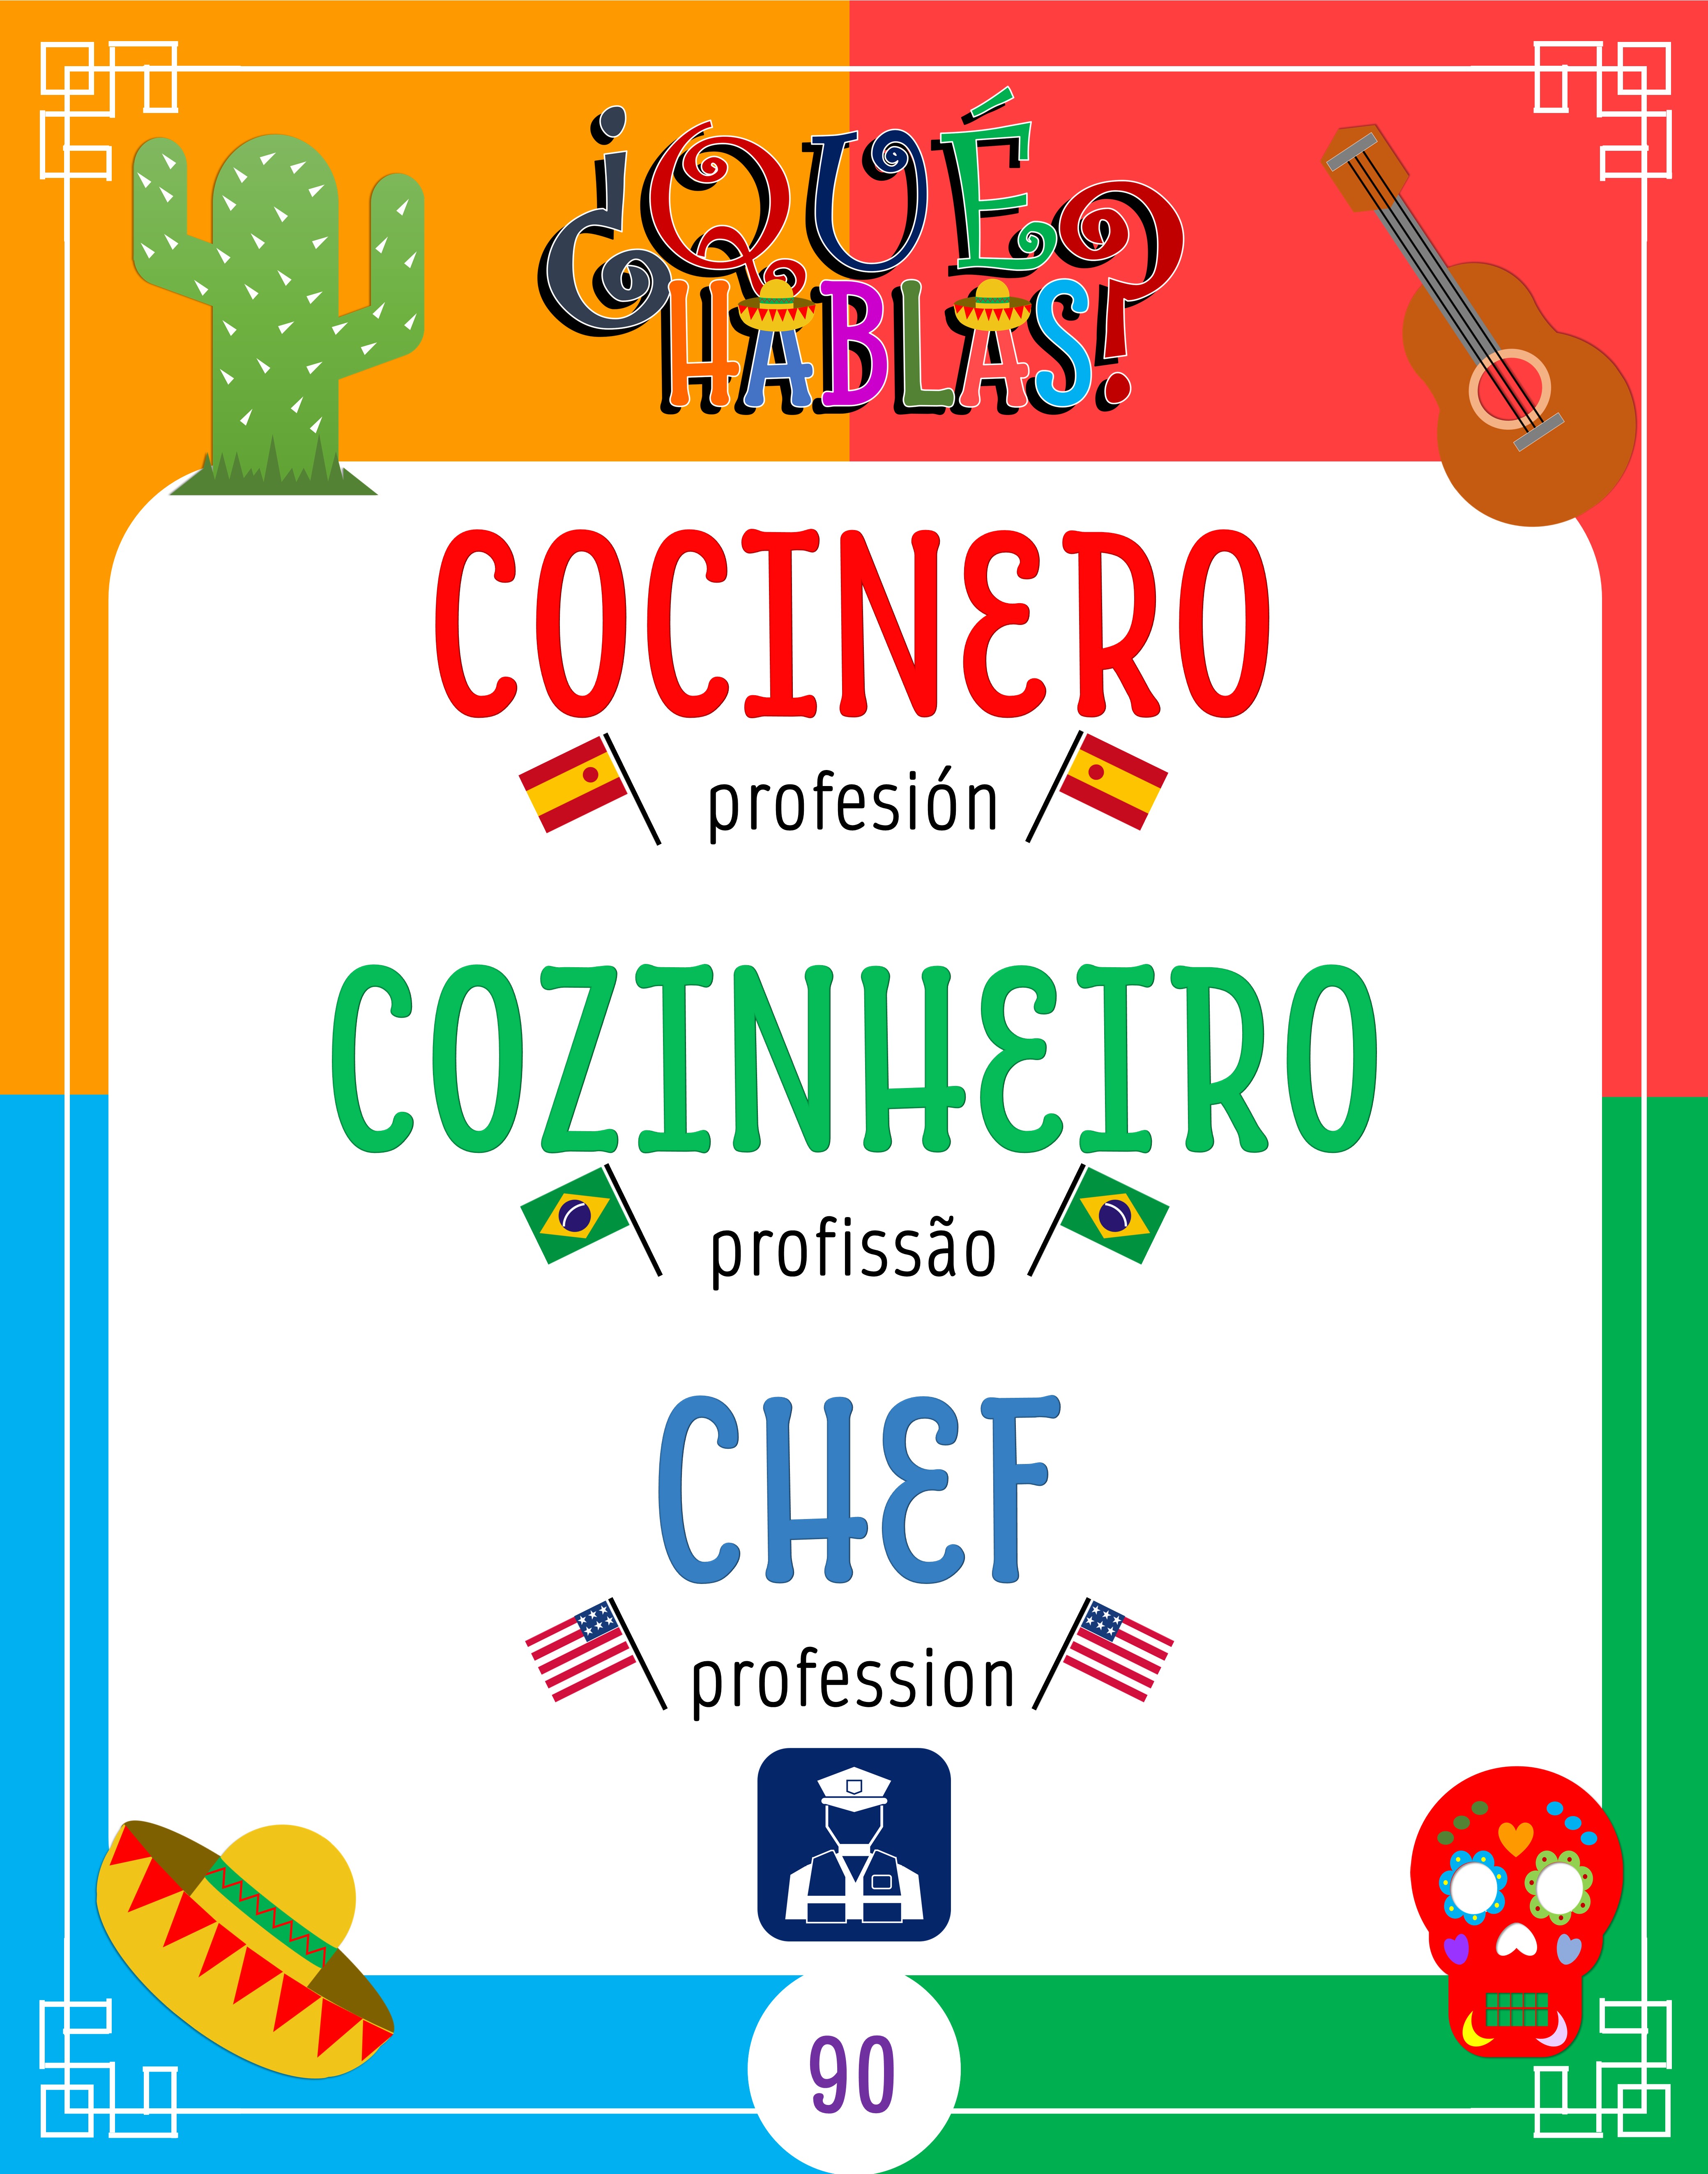 ¿QUÉ?
HABLAS!
COCINERO
profesión
COZINHEIRO
profissão
CHEF
profession
90